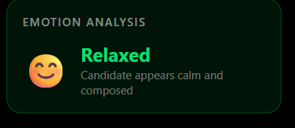 EMOTION ANALYSIS
Relaxed
Candidate appears calm and
composed